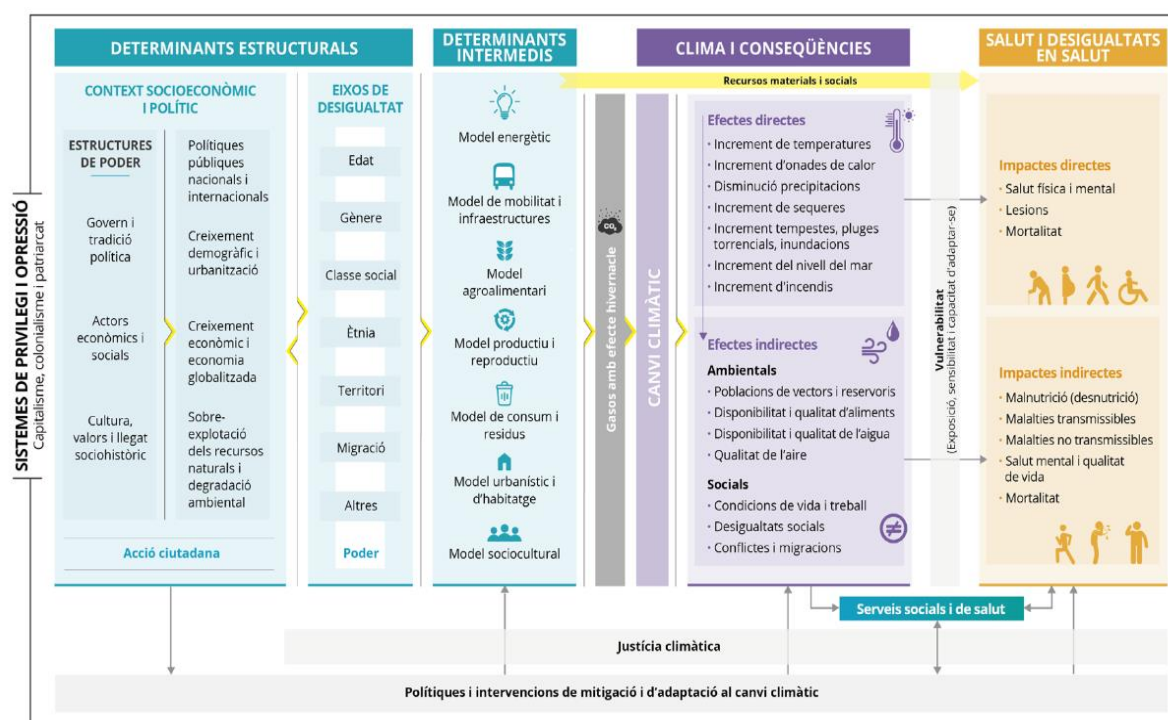 SISTEMES DE PRIVILEGI I OPRESSIÓ
Capitalisme, colonialisme i patriarcat
DETERMINANTS ESTRUCTURALS
CONTEXT SOCIOECONÒMIC
I POLÍTIC
ESTRUCTURES
DE PODER
Govern i
tradició
política
Actors
econòmics i
socials
Cultura,
valors i llegat
sociohistòric
Polítiques
públiques
nacionals i
internacionals
Creixement
demogràfic i
urbanització
Creixement
econòmic i
economia
globalitzada
Sobre-
explotació
dels recursos
naturals i
degradació
ambiental
Acció ciutadana
EIXOS DE
DESIGUALTAT
Edat
Gènere
Classe social
Ètnia
Territori
Migració
Altres
Poder
DETERMINANTS
INTERMEDIS
Model energètic
Model de mobilitat i
infraestructures
Model
agroalimentari
Model productiu i
reproductiu
Model de consum i
residus
Model urbanístic i
d'habitatge
Model sociocultural
CO₂
Gasos amb efecte hivernacle
CLIMA I CONSEQÜÈNCIES
Recursos materials i socials
CANVI CLIMÀTIC
Efectes directes
· Increment de temperatures
· Increment d'onades de calor
· Disminució precipitacions
· Increment de sequeres
· Increment tempestes, pluges
torrencials, inundacions
· Increment del nivell del mar
· Increment d'incendis
Efectes indirectes
Ambientals
· Poblacions de vectors i reservoris
· Disponibilitat i qualitat d'aliments
· Disponibilitat i qualitat de l'aigua
· Qualitat de l'aire
Socials
· Condicions de vida i treball
· Desigualtats socials
· Conflictes i migracions
Vulnerabilitat
(Exposició, sensibilitat i capacitat d'adaptar-se)
SALUT I DESIGUALTATS
EN SALUT
Impactes directes
· Salut física i mental
· Lesions
· Mortalitat
Impactes indirectes
· Malnutrició (desnutrició)
· Malalties transmissibles
· Malalties no transmissibles
· Salut mental i qualitat
de vida
· Mortalitat
Serveis socials i de salut
Justícia climàtica
Polítiques i intervencions de mitigació i d'adaptació al canvi climàtic